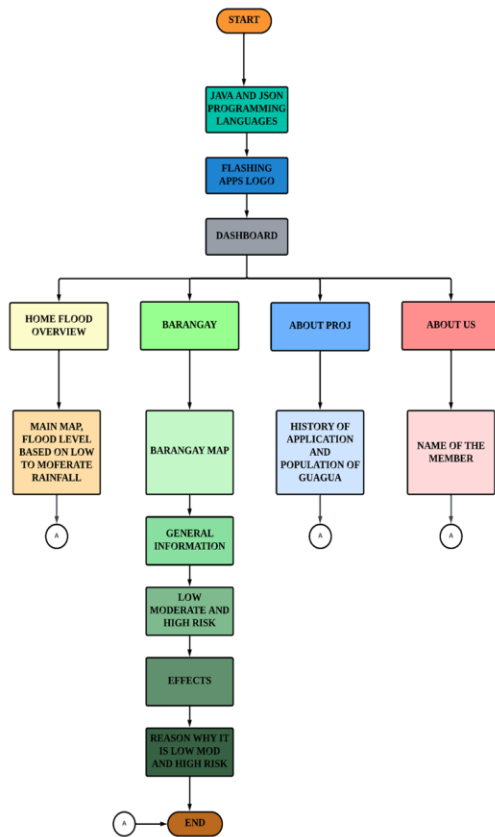 START
JAVA AND JSON
PROGRAMMING
LANGUAGES
FLASHING
APPS LOGO
DASHBOARD
HOME FLOOD
OVERVIEW
BARANGAY
ABOUT PROJ
ABOUT US
MAIN MAP,
FLOOD LEVEL
BASED ON LOW
TO MOFERATE
RAINFALL
BARANGAY MAP
HISTORY OF
APPLICATION
AND
POPULATION OF
GUAGUA
NAME OF THE
MEMBER
A
A
A
GENERAL
INFORMATION
LOW
MODERATE AND
HIGH RISK
EFFECTS
REASON WHY IT
IS LOW MOD
AND HIGH RISK
A
END